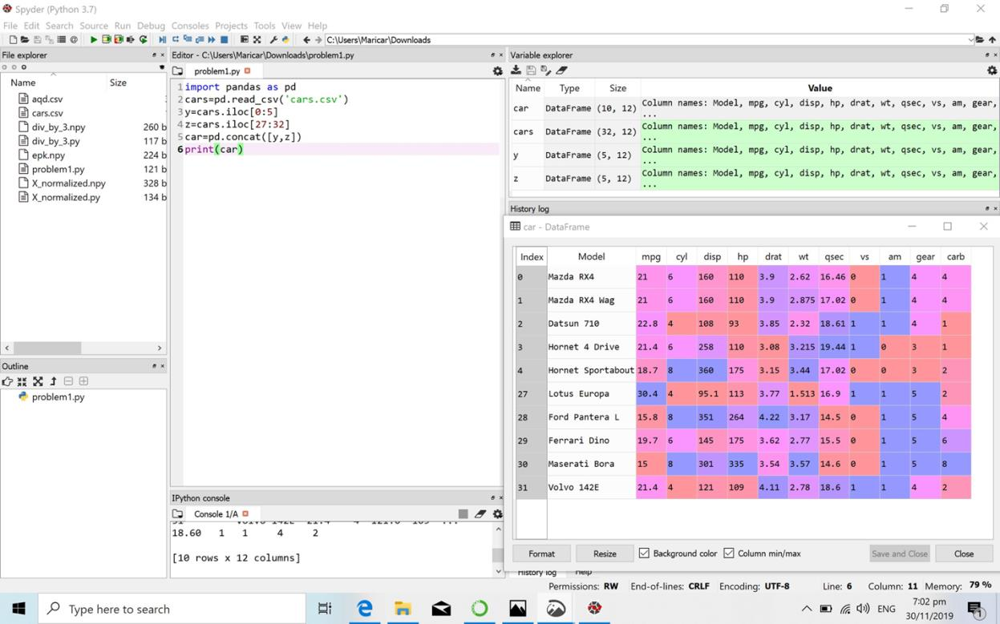 Spyder (Python 3.7)
File Edit Search Source Run Debug Consoles Projects Tools View Help
C:\Users\Maricar\Downloads
File explorer
Name Size
aqd.csv
cars.csv
div_by_3.npy 260 b
div_by_3.py 117 b
epk.npy 224 b
problem1.py 121 b
X_normalized.npy 328 b
X_normalized.py 134 b
Outline
problem1.py
Editor - C:\Users\Maricar\Downloads\problem1.py
problem1.py
1 import pandas as pd
2 cars=pd.read_csv('cars.csv')
3 y=cars.iloc[0:5]
4 z=cars.iloc[27:32]
5 car=pd.concat([y,z])
6 print(car)
IPython console
Console 1/A
18.60 1 1 4 2
[10 rows x 12 columns]
Variable explorer
Name Type Size Value
car DataFrame (10, 12) Column names: Model, mpg, cyl, disp, hp, drat, wt, qsec, vs, am, gear, ...
cars DataFrame (32, 12) Column names: Model, mpg, cyl, disp, hp, drat, wt, qsec, vs, am, gear, ...
y DataFrame (5, 12) Column names: Model, mpg, cyl, disp, hp, drat, wt, qsec, vs, am, gear, ...
z DataFrame (5, 12) Column names: Model, mpg, cyl, disp, hp, drat, wt, qsec, vs, am, gear, ...
History log
car - DataFrame
Index Model mpg cyl disp hp drat wt qsec vs am gear carb
0 Mazda RX4 21 6 160 110 3.9 2.62 16.46 0 1 4 4
1 Mazda RX4 Wag 21 6 160 110 3.9 2.875 17.02 0 1 4 4
2 Datsun 710 22.8 4 108 93 3.85 2.32 18.61 1 1 4 1
3 Hornet 4 Drive 21.4 6 258 110 3.08 3.215 19.44 1 0 3 1
4 Hornet Sportabout 18.7 8 360 175 3.15 3.44 17.02 0 0 3 2
27 Lotus Europa 30.4 4 95.1 113 3.77 1.513 16.9 1 1 5 2
28 Ford Pantera L 15.8 8 351 264 4.22 3.17 14.5 0 1 5 4
29 Ferrari Dino 19.7 6 145 175 3.62 2.77 15.5 0 1 5 6
30 Maserati Bora 15 8 301 335 3.54 3.57 14.6 0 1 5 8
31 Volvo 142E 21.4 4 121 109 4.11 2.78 18.6 1 1 4 2
Format Resize Background color Column min/max Save and Close Close
History log Help
Permissions: RW End-of-lines: CRLF Encoding: UTF-8 Line: 6 Column: 11 Memory: 79 %
Type here to search
ENG
7:02 pm
30/11/2019
1